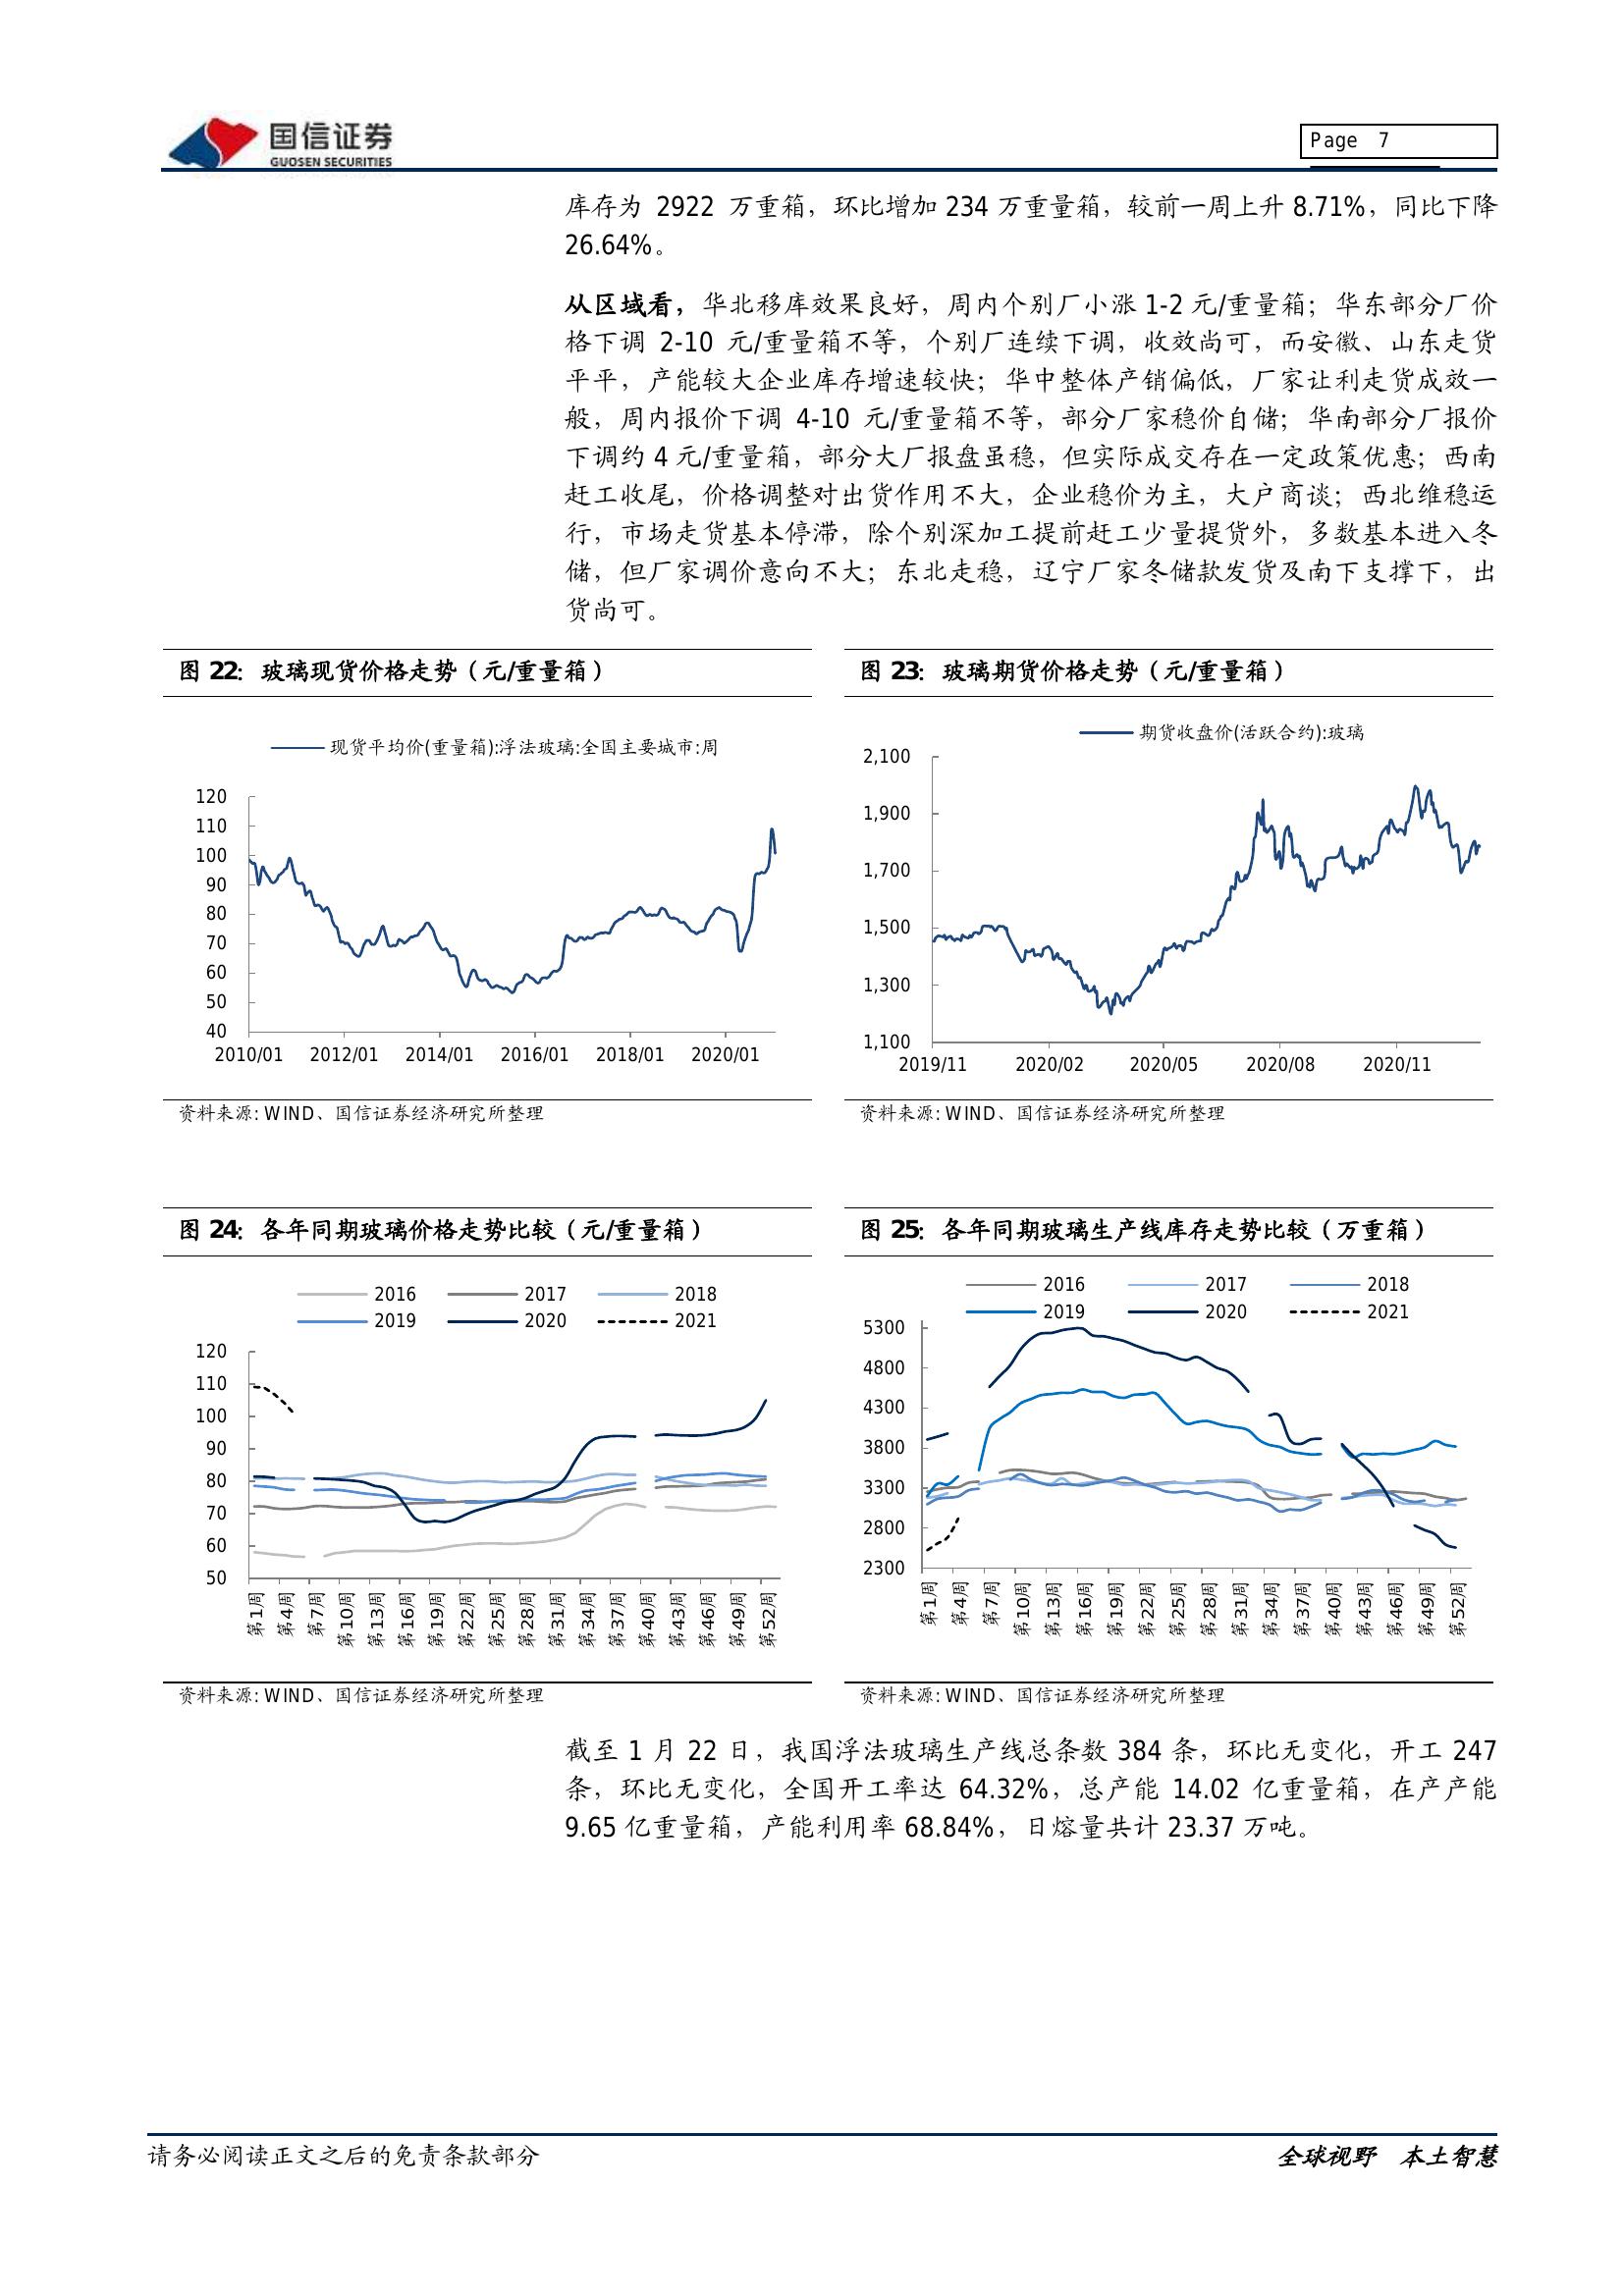 国信证券
GUOSEN SECURITIES
Page 7
库存为 2922 万重箱，环比增加 234 万重量箱，较前一周上升 8.71%，同比下降
26.64%。
从区域看，华北移库效果良好，周内个别厂小涨 1-2 元/重量箱；华东部分厂价
格下调 2-10 元/重量箱不等，个别厂连续下调，收效尚可，而安徽、山东走货
平平，产能较大企业库存增速较快；华中整体产销偏低，厂家让利走货成效一
般，周内报价下调 4-10 元/重量箱不等，部分厂家稳价自储；华南部分厂报价
下调约 4 元/重量箱，部分大厂报盘虽稳，但实际成交存在一定政策优惠；西南
赶工收尾，价格调整对出货作用不大，企业稳价为主，大户商谈；西北维稳运
行，市场走货基本停滞，除个别深加工提前赶工少量提货外，多数基本进入冬
储，但厂家调价意向不大；东北走稳，辽宁厂家冬储款发货及南下支撑下，出
货尚可。
图 22：玻璃现货价格走势（元/重量箱）
现货平均价(重量箱):浮法玻璃:全国主要城市:周
120
110
100
90
80
70
60
50
40
2010/01 2012/01 2014/01 2016/01 2018/01 2020/01
资料来源: WIND、国信证券经济研究所整理
图 23：玻璃期货价格走势（元/重量箱）
期货收盘价(活跃合约):玻璃
2,100
1,900
1,700
1,500
1,300
1,100
2019/11 2020/02 2020/05 2020/08 2020/11
资料来源: WIND、国信证券经济研究所整理
图 24：各年同期玻璃价格走势比较（元/重量箱）
2016 2017 2018
2019 2020 2021
120
110
100
90
80
70
60
50
第1周 第4周 第7周 第10周 第13周 第16周 第19周 第22周 第25周 第28周 第31周 第34周 第37周 第40周 第43周 第46周 第49周 第52周
资料来源: WIND、国信证券经济研究所整理
图 25：各年同期玻璃生产线库存走势比较（万重箱）
2016 2017 2018
2019 2020 2021
5300
4800
4300
3800
3300
2800
2300
第1周 第4周 第7周 第10周 第13周 第16周 第19周 第22周 第25周 第28周 第31周 第34周 第37周 第40周 第43周 第46周 第49周 第52周
资料来源: WIND、国信证券经济研究所整理
截至 1 月 22 日，我国浮法玻璃生产线总条数 384 条，环比无变化，开工 247
条，环比无变化，全国开工率达 64.32%，总产能 14.02 亿重量箱，在产产能
9.65 亿重量箱，产能利用率 68.84%，日熔量共计 23.37 万吨。
请务必阅读正文之后的免责条款部分
全球视野 本土智慧